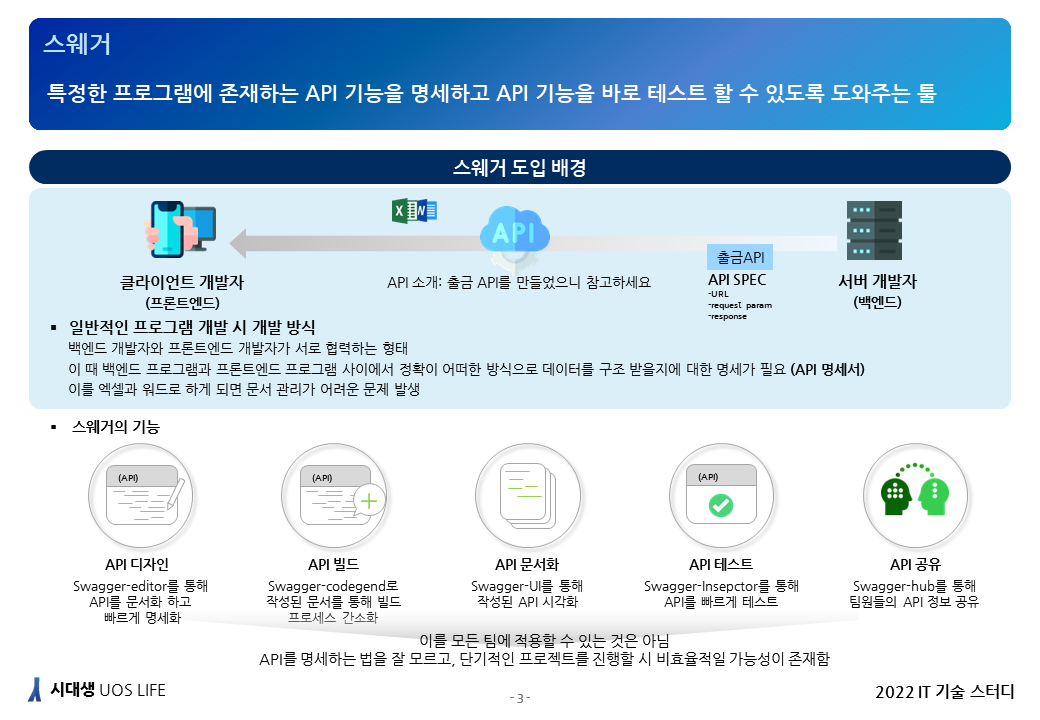 스웨거
특정한 프로그램에 존재하는 API 기능을 명세하고 API 기능을 바로 테스트 할 수 있도록 도와주는 툴
스웨거 도입 배경
X
N
API
출금API
클라이언트 개발자
(프론트엔드)
API 소개: 출금 API를 만들었으니 참고하세요
API SPEC
-URL
-request param
-response
서버 개발자
(백엔드)
▪ 일반적인 프로그램 개발 시 개발 방식
백엔드 개발자와 프론트엔드 개발자가 서로 협력하는 형태
이 때 백엔드 프로그램과 프론트엔드 프로그램 사이에서 정확이 어떠한 방식으로 데이터를 구조 받을지에 대한 명세가 필요 (API 명세서)
이를 엑셀과 워드로 하게 되면 문서 관리가 어려운 문제 발생
▪ 스웨거의 기능
(API)
(API)
(API)
API 디자인
Swagger-editor를 통해
API를 문서화 하고
빠르게 명세화
API 빌드
Swagger-codegend로
작성된 문서를 통해 빌드
프로세스 간소화
API 문서화
Swagger-UI를 통해
작성된 API 시각화
API 테스트
Swagger-Insepctor를 통해
API를 빠르게 테스트
API 공유
Swagger-hub를 통해
팀원들의 API 정보 공유
이를 모든 팀에 적용할 수 있는 것은 아님
API를 명세하는 법을 잘 모르고, 단기적인 프로젝트를 진행할 시 비효율적일 가능성이 존재함
시대생 UOS LIFE
- 3 -
2022 IT 기술 스터디